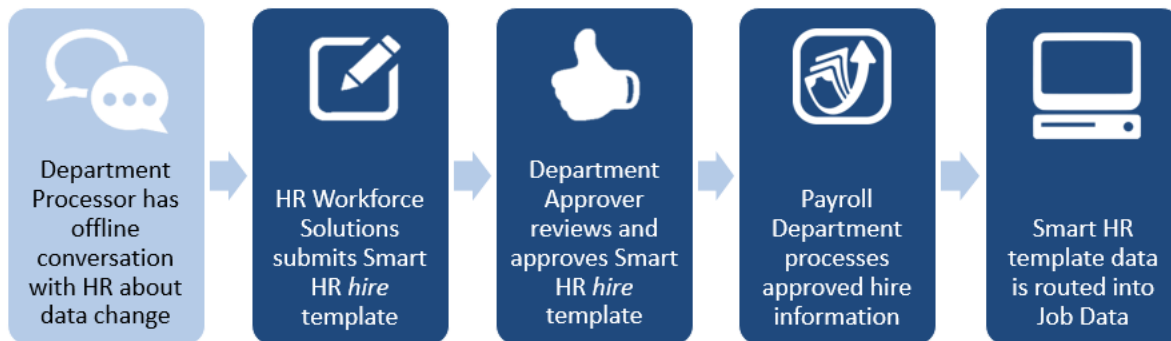 Department
Processor has
offline
conversation
with HR about
data change
HR Workforce
Solutions
submits Smart
HR hire
template
Department
Approver
reviews and
approves Smart
HR hire
template
Payroll
Department
processes
approved hire
information
Smart HR
template data
is routed into
Job Data